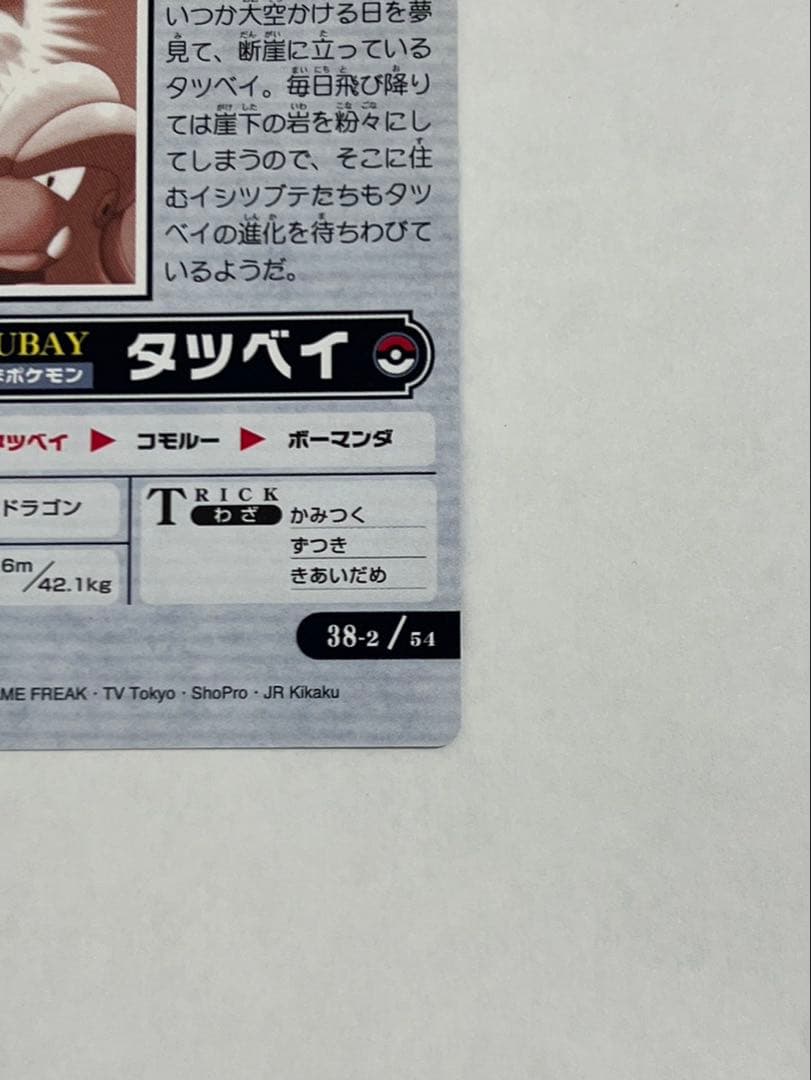 いつか大空かける日を夢
見て、断崖に立っている
タツベイ。毎日飛び降り
ては崖下の岩を粉々にし
てしまうので、そこに住
むイシツブテたちもタツ
ベイの進化を待ちわびて
いるようだ。
UBAY
タツベイ
ポケモン
タツベイ ▶ コモルー ▶ ボーマンダ
ドラゴン
TRICK
わざ
かみつく
ずつき
きあいだめ
6m/42.1kg
38-2/54
ME FREAK・TV Tokyo・ShoPro・JR Kikaku